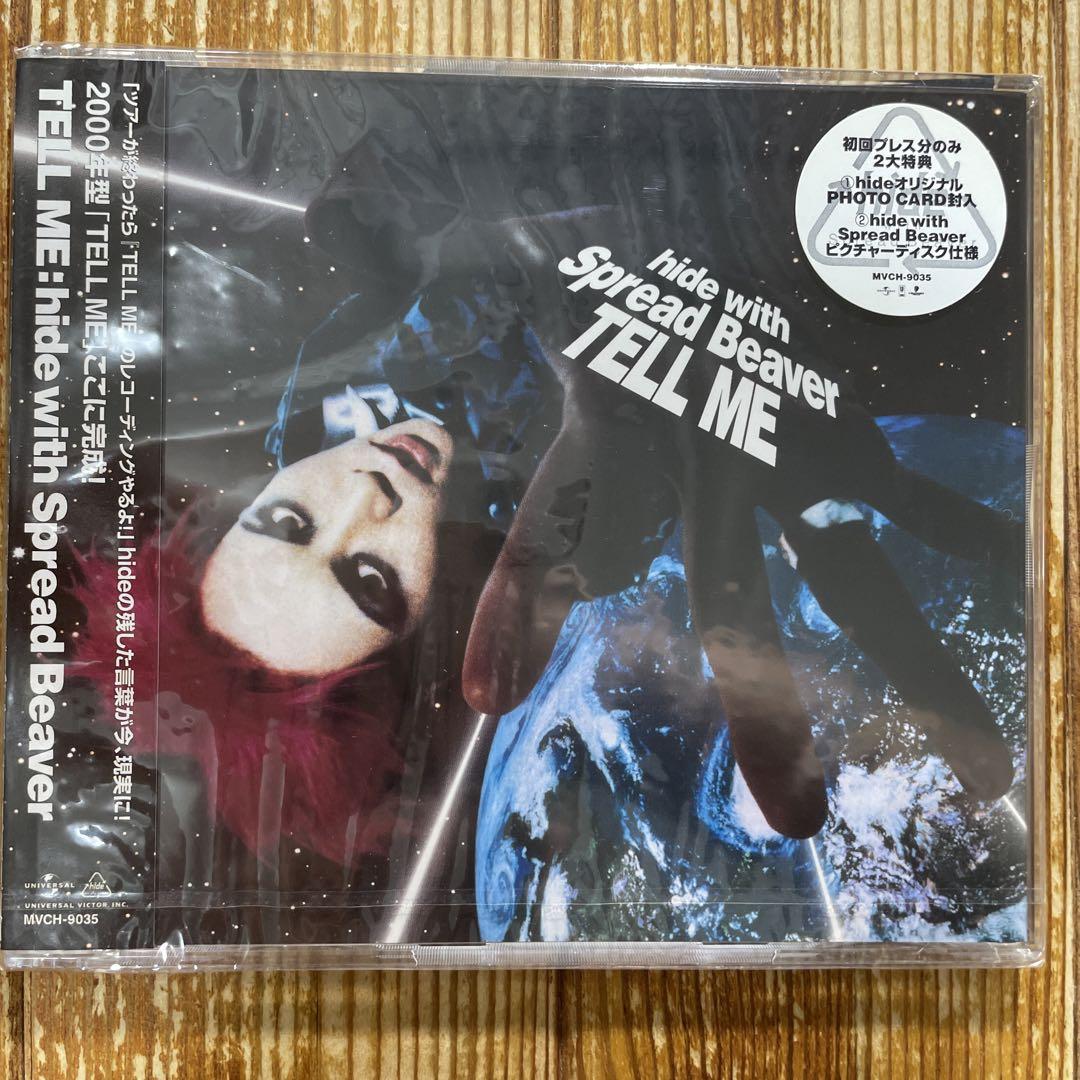 「ツアーが終わったら「TELL ME」のレコーディングやるよ!」hideの残した言葉が今、現実に!
2000年型「TELL ME」ここに完成!
TELL ME:hide with Spread Beaver
UNIVERSAL
hide
UNIVERSAL VICTOR, INC.
MVCH-9035
hide with
Spread Beaver
TELL ME
初回プレス分のみ
2大特典
①hideオリジナル
PHOTO CARD封入
②hide with
Spread Beaver
ピクチャーディスク仕様
MVCH-9035